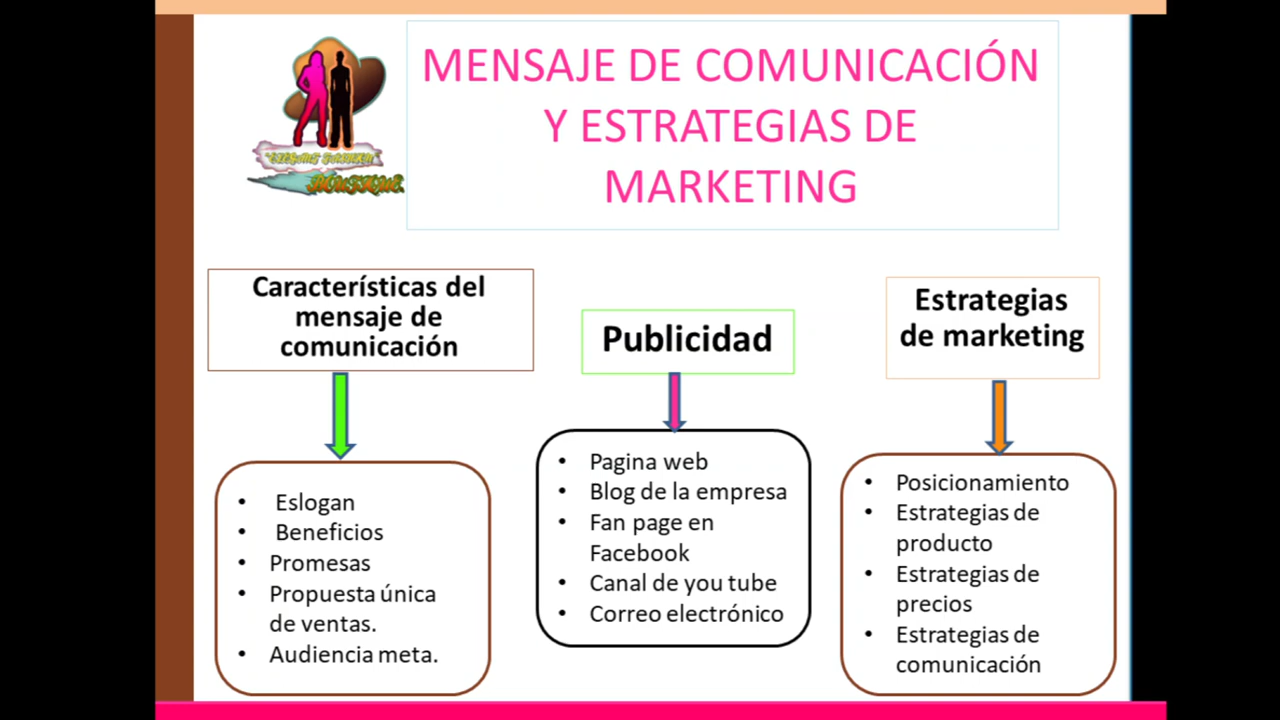 MENSAJE DE COMUNICACIÓN
Y ESTRATEGIAS DE
MARKETING
Características del
mensaje de
comunicación
Publicidad
Estrategias
de marketing
• Eslogan
• Beneficios
• Promesas
• Propuesta única
de ventas.
• Audiencia meta.
• Pagina web
• Blog de la empresa
• Fan page en
Facebook
• Canal de you tube
• Correo electrónico
• Posicionamiento
• Estrategias de
producto
• Estrategias de
precios
• Estrategias de
comunicación